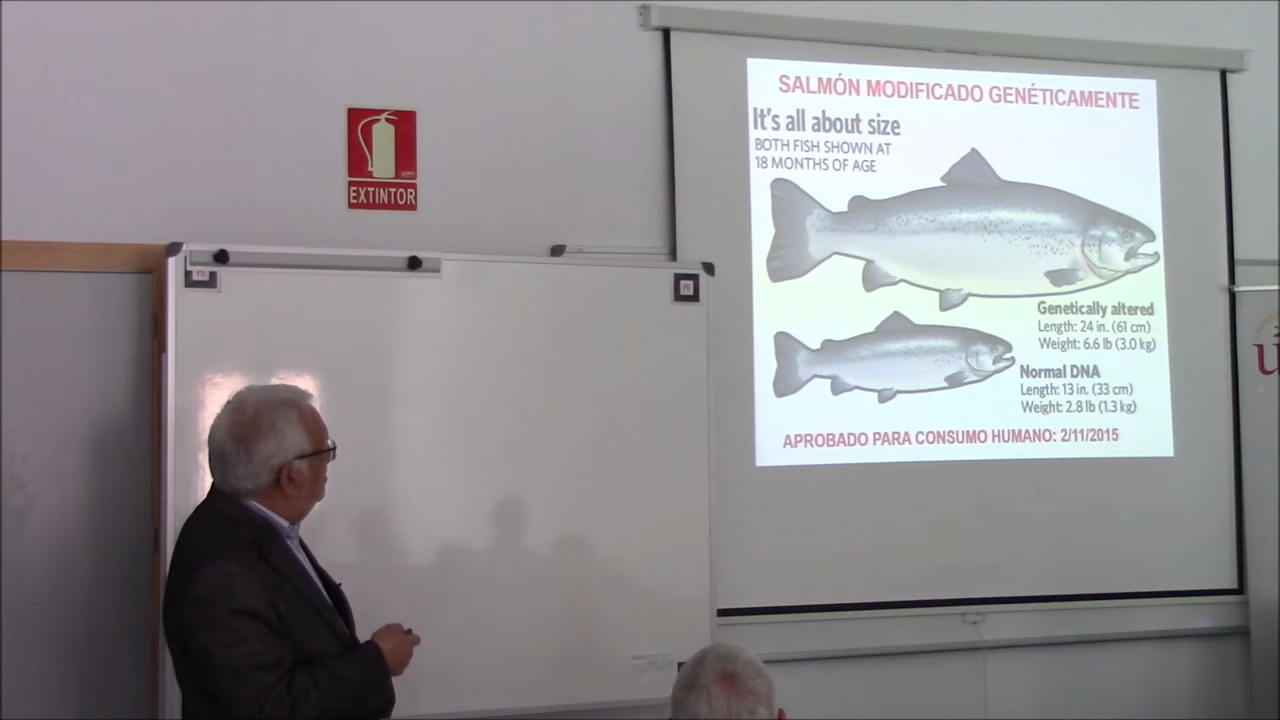 SALMÓN MODIFICADO GENÉTICAMENTE
It's all about size
BOTH FISH SHOWN AT
18 MONTHS OF AGE
Genetically altered
Length: 24 in. (61 cm)
Weight: 6.6 lb (3.0 kg)
Normal DNA
Length: 13 in. (33 cm)
Weight: 2.8 lb (1.3 kg)
APROBADO PARA CONSUMO HUMANO: 2/11/2015
EXTINTOR